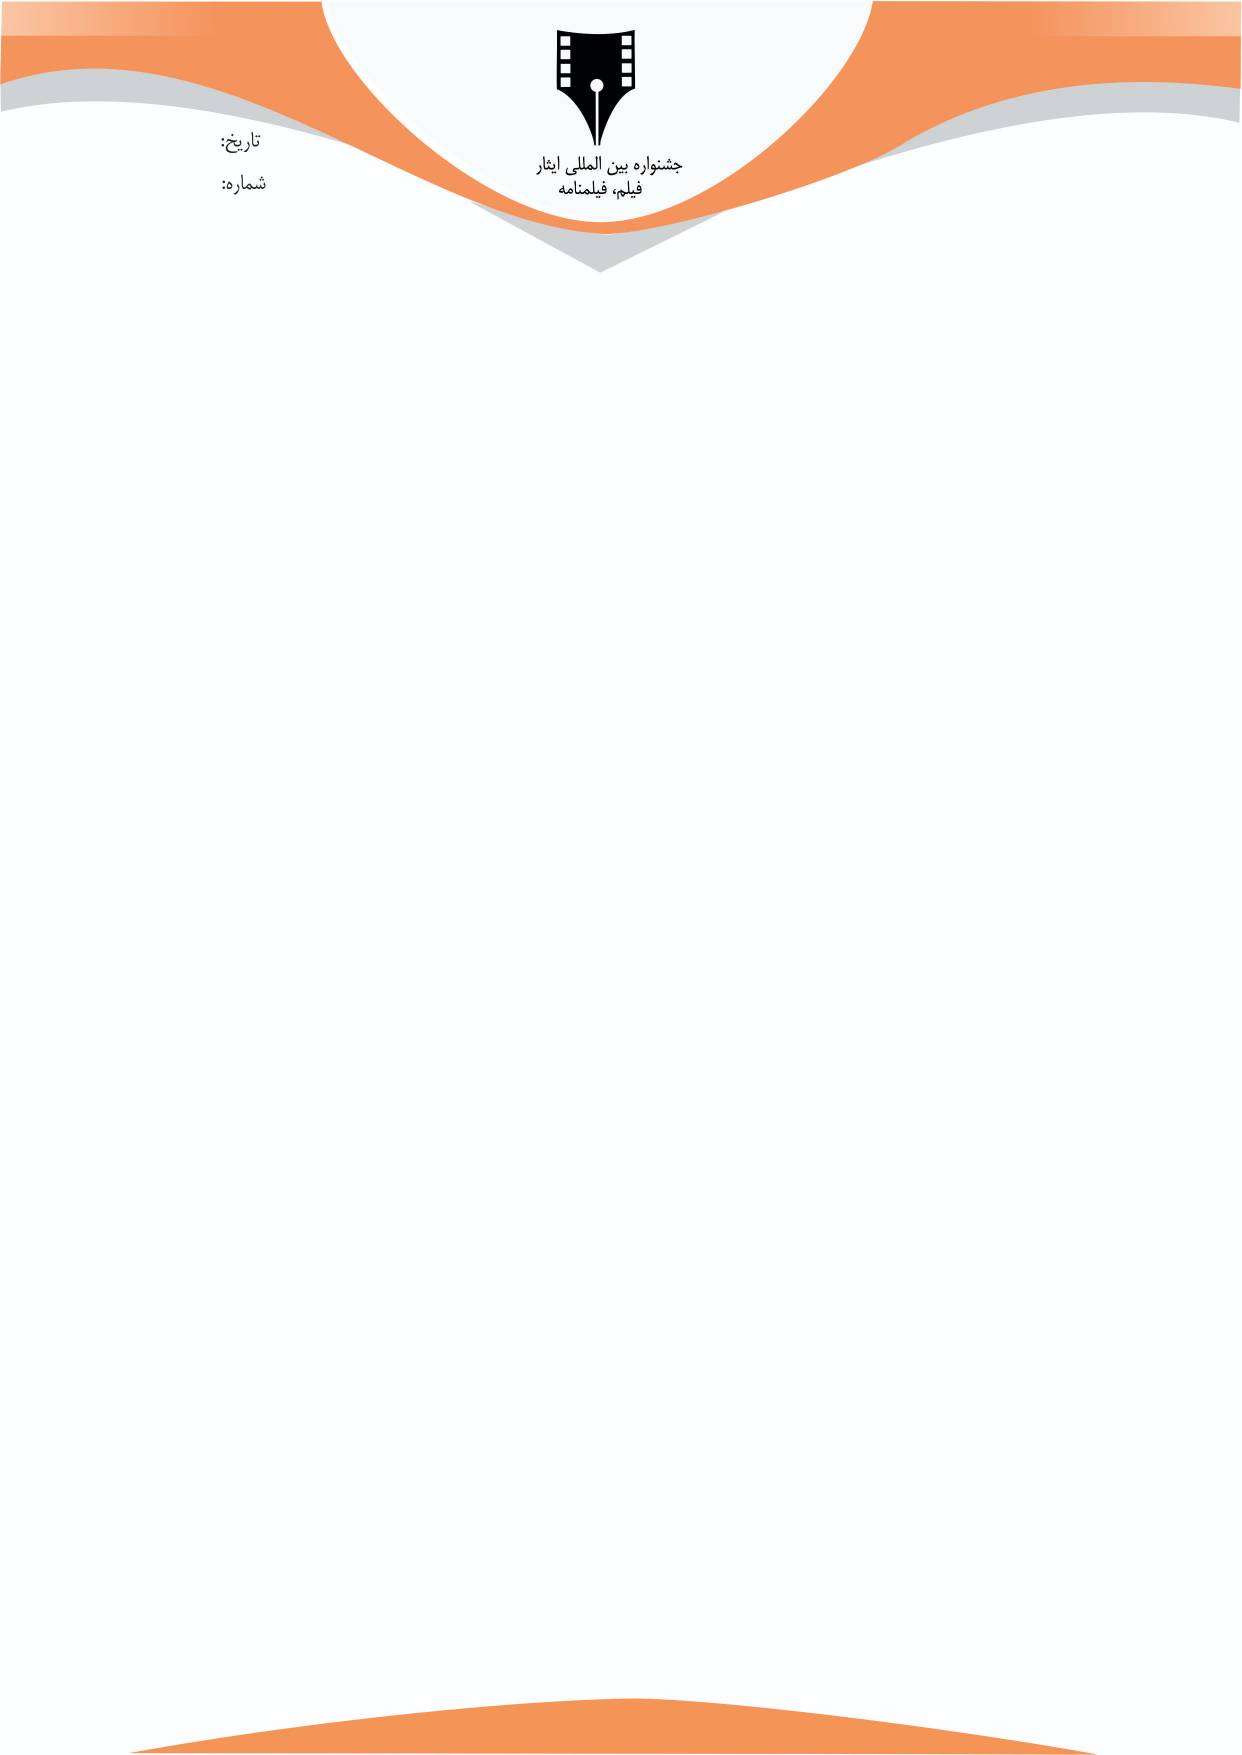 جشنواره بین المللی ایثار
فیلم، فیلمنامه
تاریخ:
شماره: